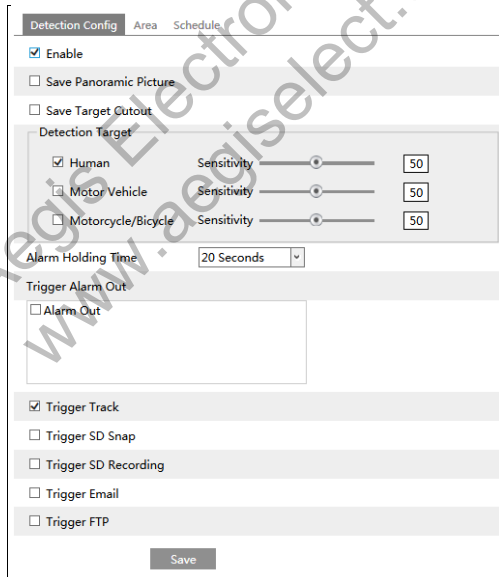 Detection Config Area Schedule
Enable
Save Panoramic Picture
Save Target Cutout
Detection Target
Human Sensitivity 50
Motor Vehicle Sensitivity 50
Motorcycle/Bicycle Sensitivity 50
Alarm Holding Time 20 Seconds
Trigger Alarm Out
Alarm Out
Trigger Track
Trigger SD Snap
Trigger SD Recording
Trigger Email
Trigger FTP
Save
www.aegiselect.